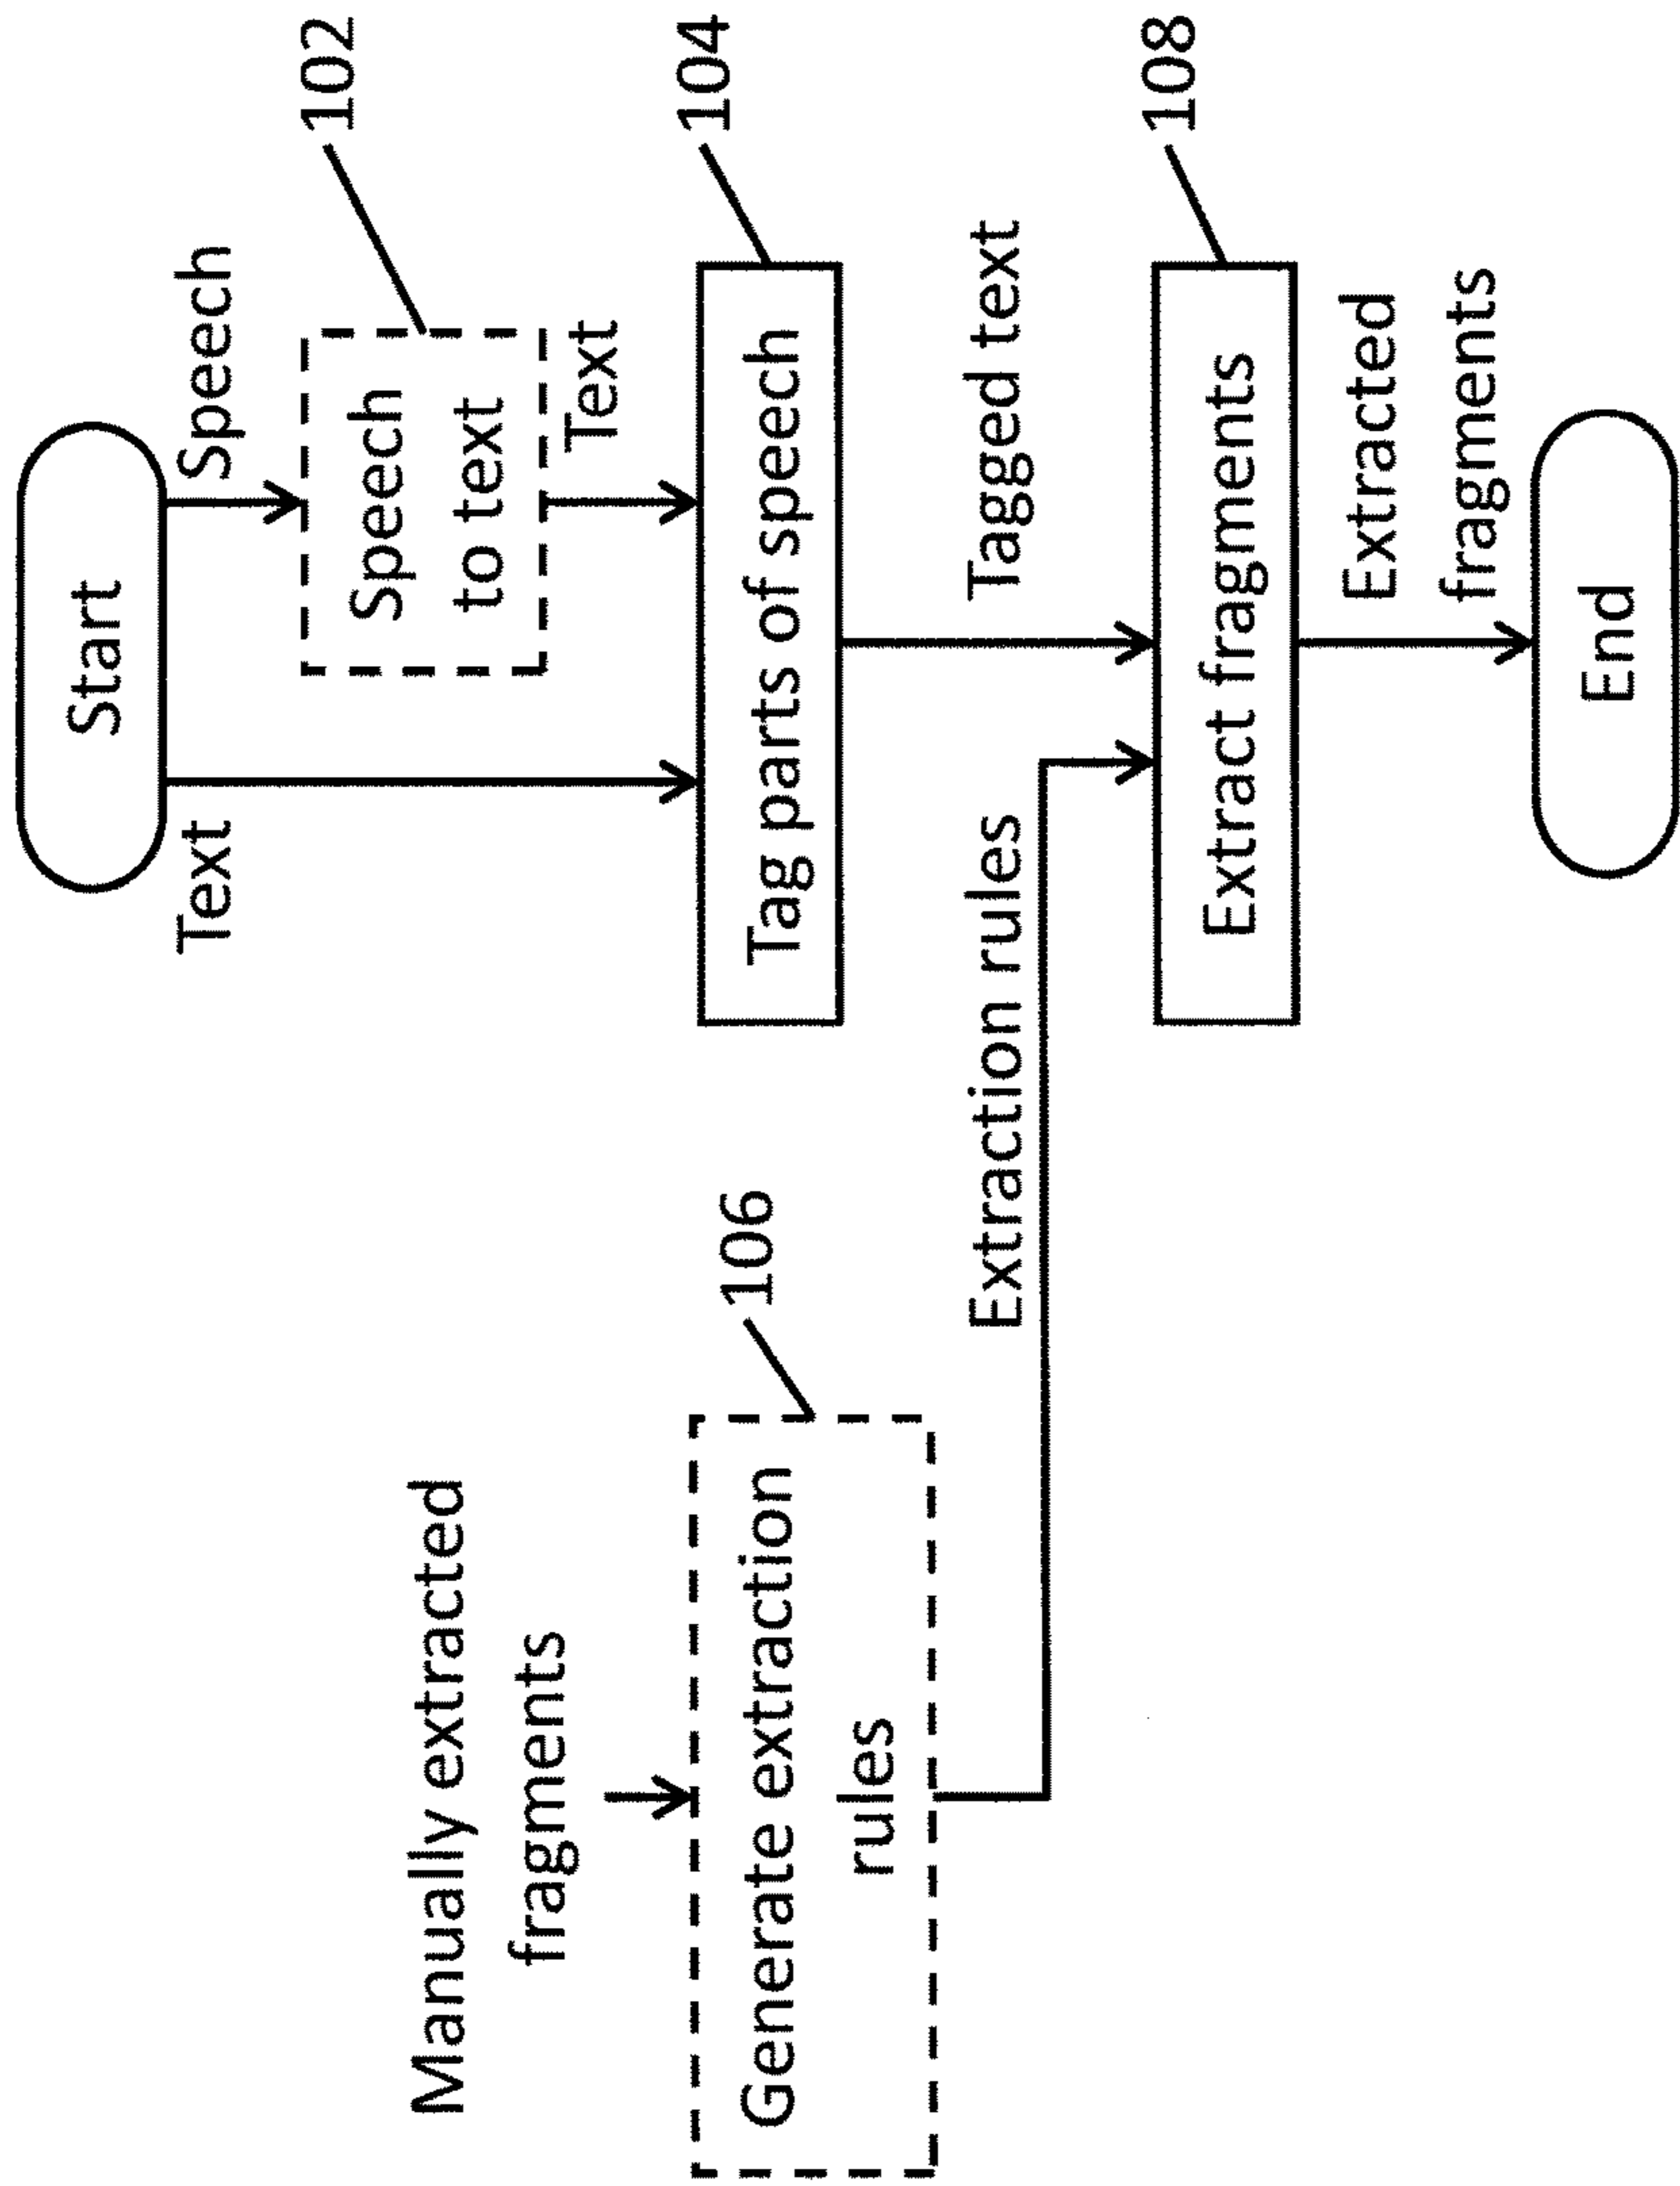 Start
Text
Speech
Speech
to text
102
Text
Manually extracted
fragments
106
Generate extraction
rules
Tag parts of speech
104
Extraction rules
Tagged text
Extract fragments
108
Extracted
fragments
End